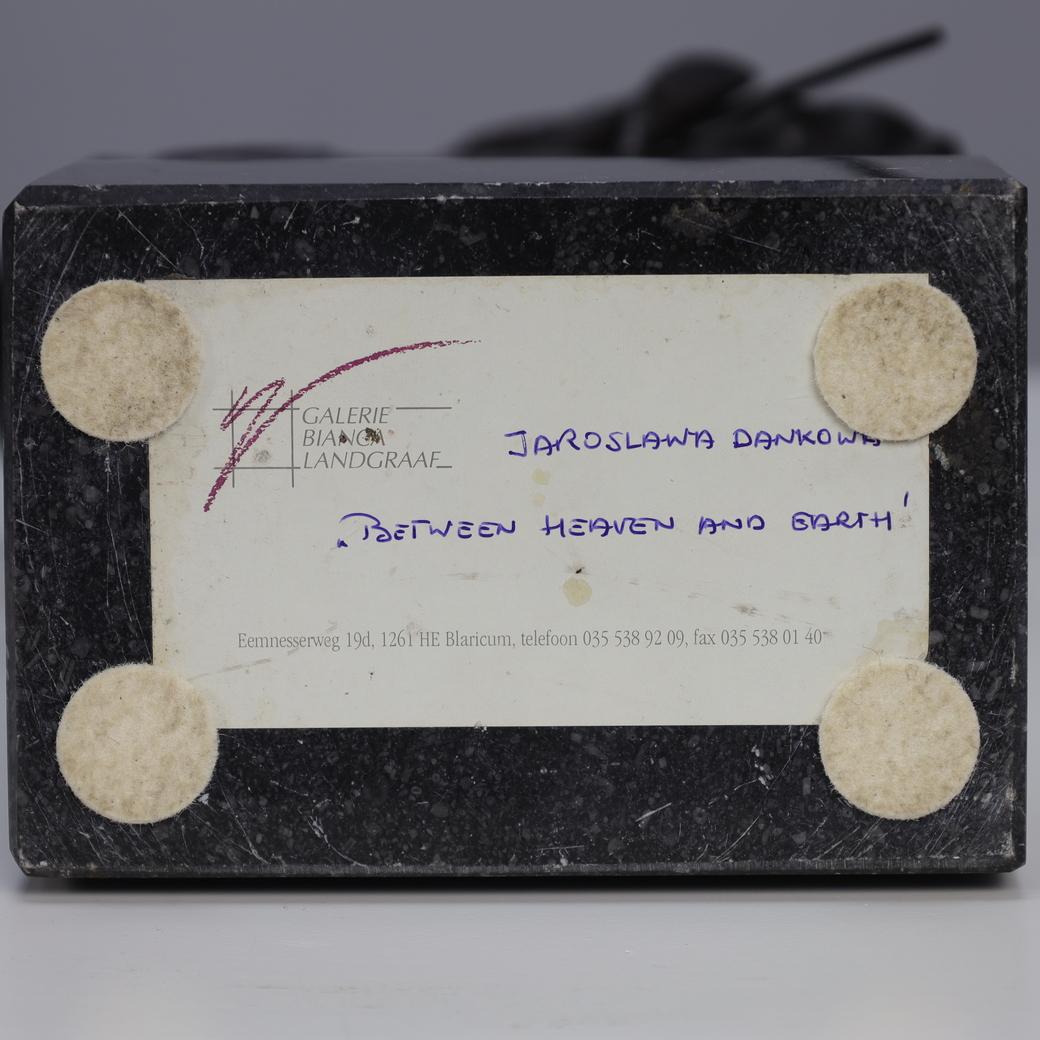 GALERIE
BIANCA
LANDGRAAF
JAROSLAWA DANKOWA
„BETWEEN HEAVEN AND EARTH'
Eemnesserweg 19d, 1261 HE Blaricum, telefoon 035 538 92 09, fax 035 538 01 40